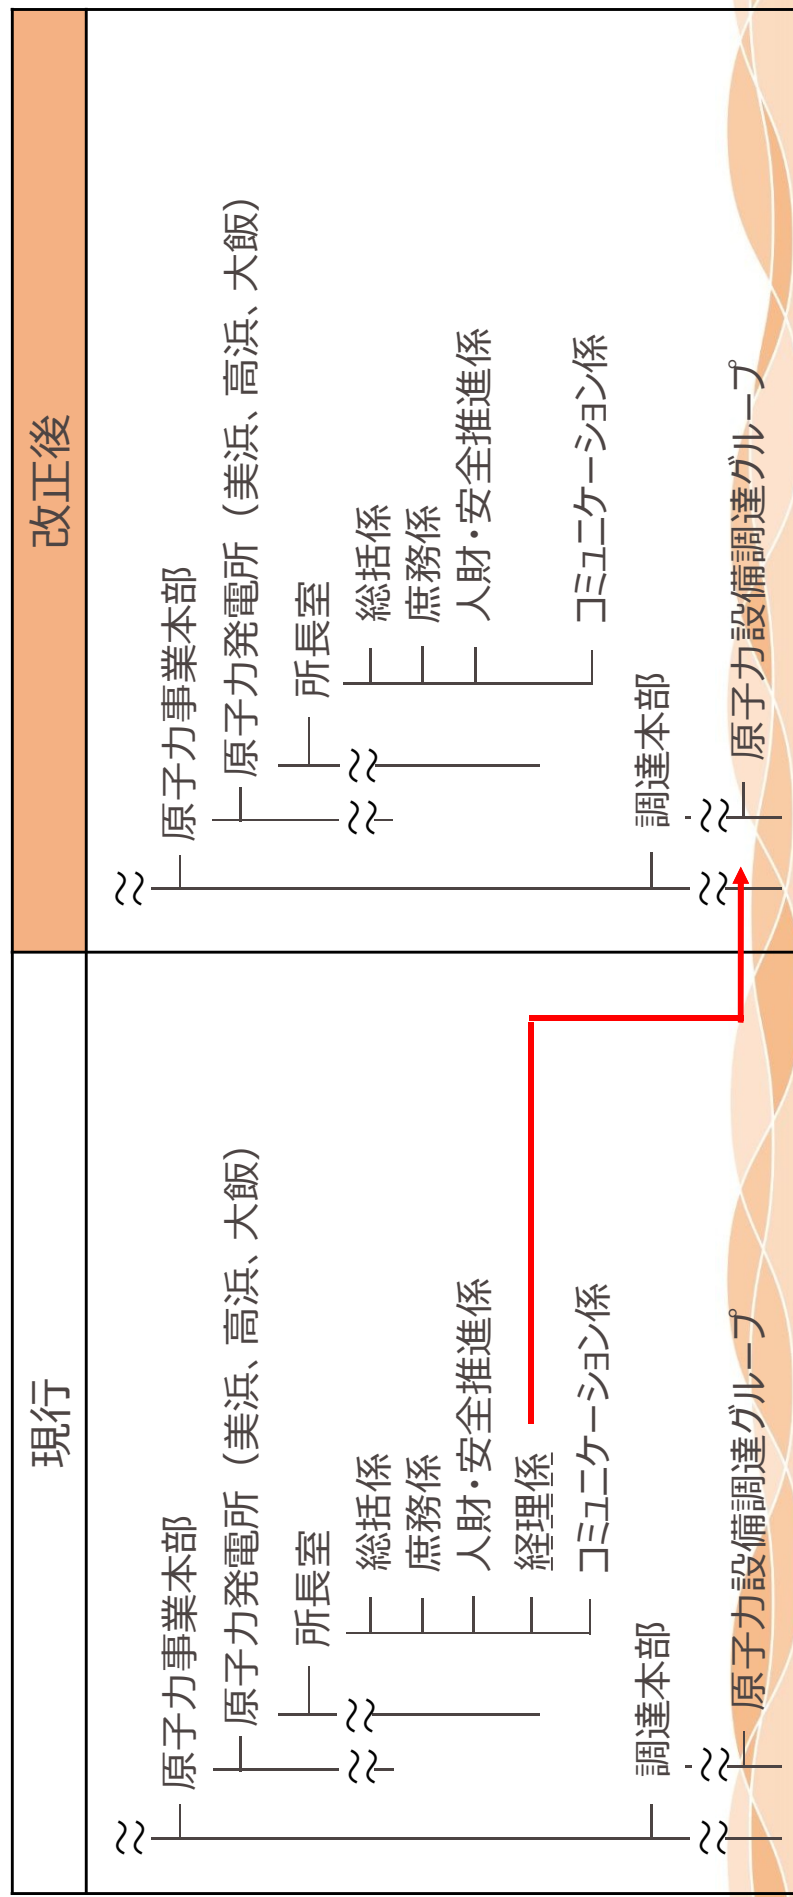 現行
原子力事業本部
原子力発電所（美浜、高浜、大飯）
所長室
総括係
庶務係
人財・安全推進係
経理係
コミュニケーション係
調達本部
原子力設備調達グループ
改正後
原子力事業本部
原子力発電所（美浜、高浜、大飯）
所長室
総括係
庶務係
人財・安全推進係
コミュニケーション係
調達本部
原子力設備調達グループ